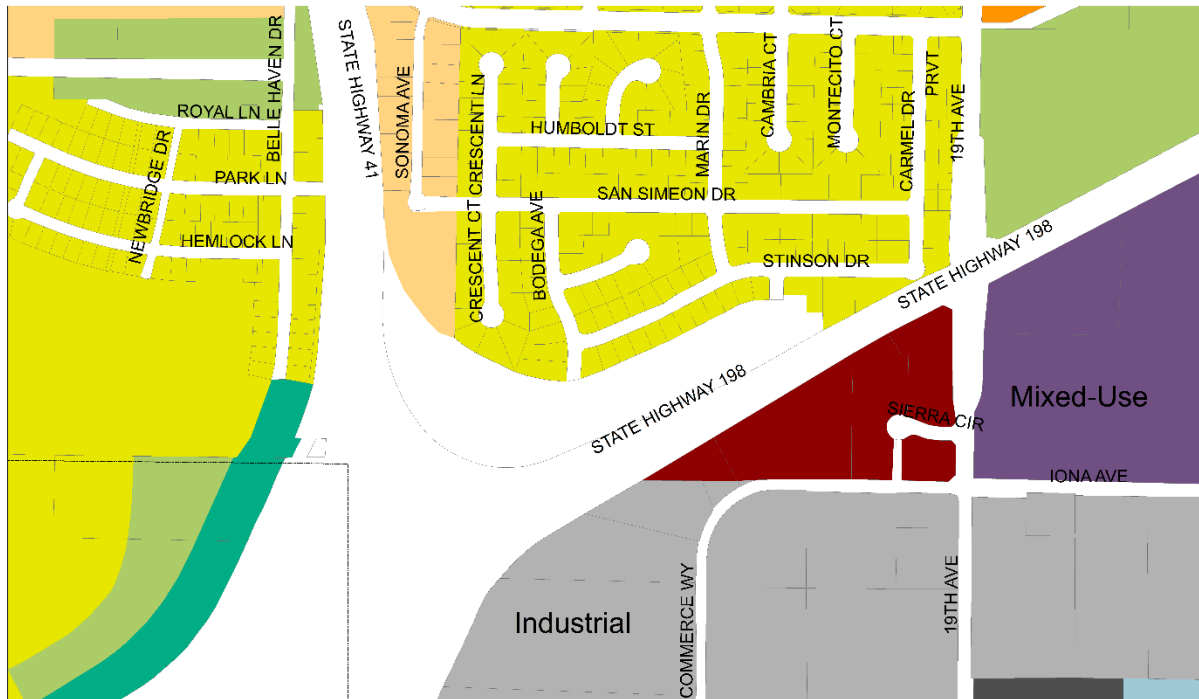 BELLE HAVEN DR
STATE HIGHWAY 41
SONOMA AVE
CRESCENT CT CRESCENT LN
MARIN DR
CAMBRIA CT
MONTECITO CT
CARMEL DR
PRVT
19TH AVE
ROYAL LN
HUMBOLDT ST
NEWBRIDGE DR
PARK LN
SAN SIMEON DR
BODEGA AVE
HEMLOCK LN
STINSON DR
STATE HIGHWAY 198
STATE HIGHWAY 198
Mixed-Use
SIERRA CIR
IONA AVE
COMMERCE WY
19TH AVE
Industrial